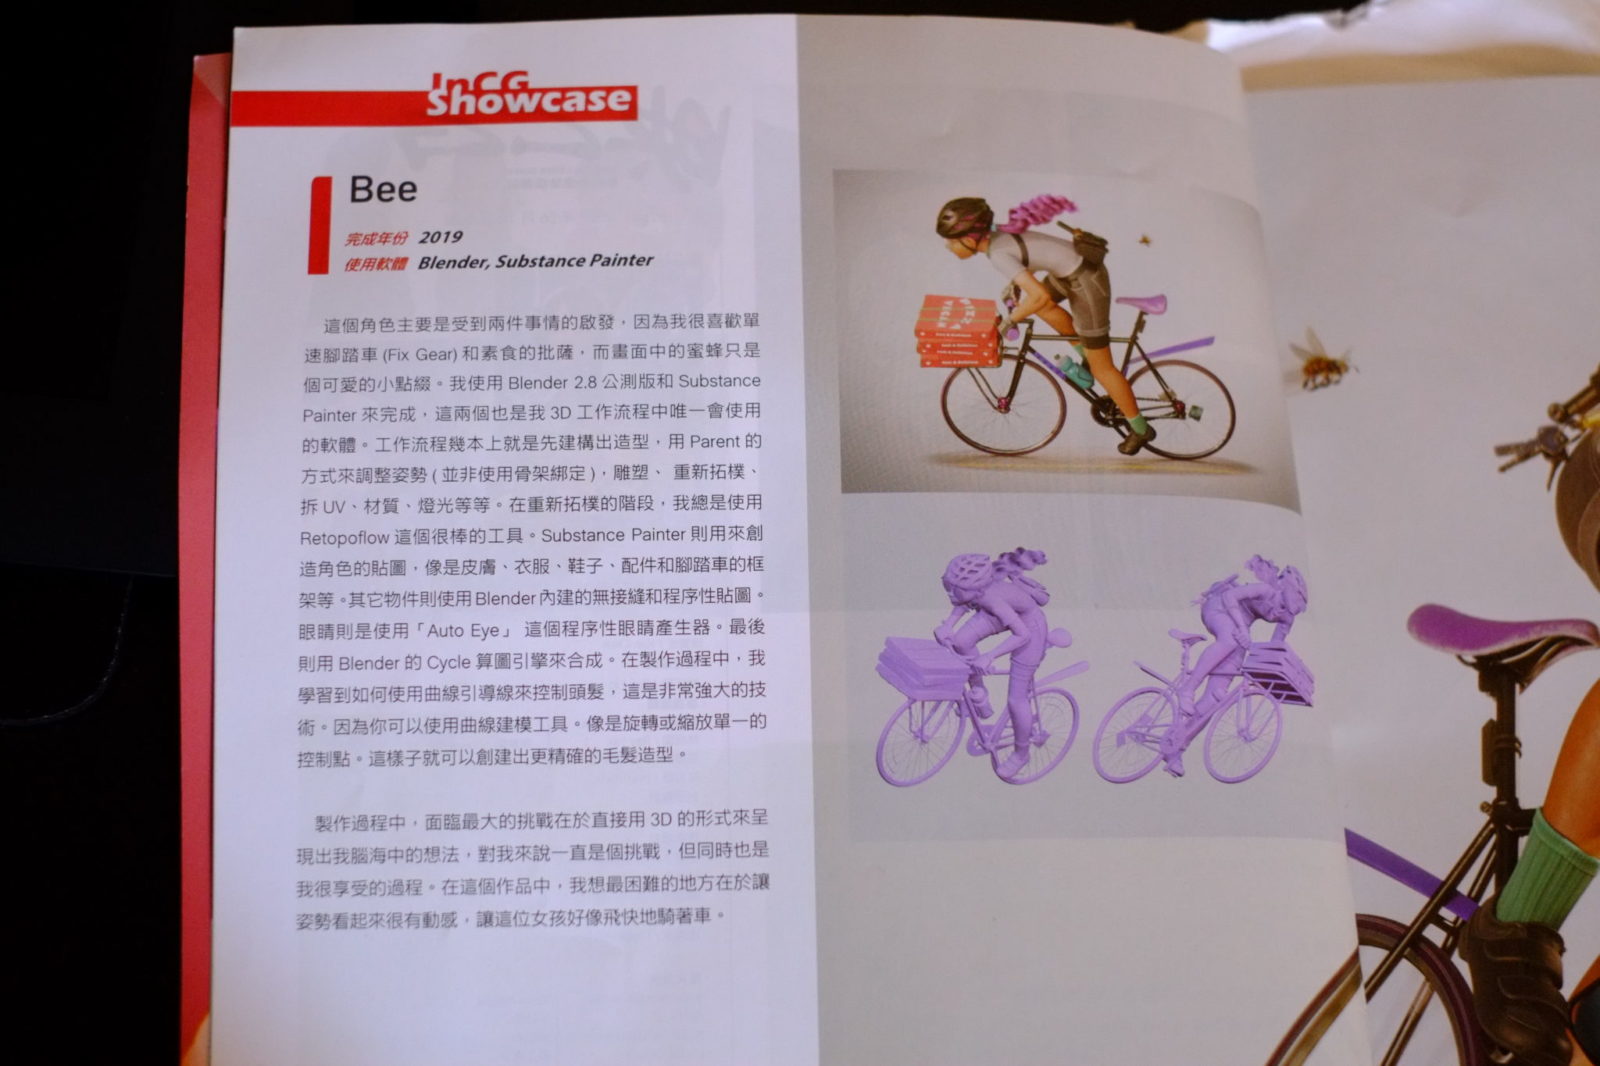 InCG
Showcase
Bee
完成年份 2019
使用軟體 Blender, Substance Painter
這個角色主要是受到兩件事情的啟發，因為我很喜歡單
速腳踏車 (Fix Gear) 和素食的批薩，而畫面中的蜜蜂只是
個可愛的小點綴。我使用 Blender 2.8 公測版和 Substance
Painter 來完成，這兩個也是我 3D 工作流程中唯一會使用
的軟體。工作流程幾本上就是先建構出造型，用 Parent 的
方式來調整姿勢 ( 並非使用骨架綁定 )，雕塑、 重新拓樸、
拆 UV、材質、燈光等等。在重新拓樸的階段，我總是使用
Retopoflow 這個很棒的工具。Substance Painter 則用來創
造角色的貼圖，像是皮膚、衣服、鞋子、配件和腳踏車的框
架等。其它物件則使用 Blender 內建的無接縫和程序性貼圖。
眼睛則是使用「Auto Eye」 這個程序性眼睛產生器。最後
則用 Blender 的 Cycle 算圖引擎來合成。在製作過程中，我
學習到如何使用曲線引導線來控制頭髮，這是非常強大的技
術。因為你可以使用曲線建模工具。像是旋轉或縮放單一的
控制點。這樣子就可以創建出更精確的毛髮造型。
製作過程中，面臨最大的挑戰在於直接用 3D 的形式來呈
現出我腦海中的想法，對我來說一直是個挑戰，但同時也是
我很享受的過程。在這個作品中，我想最困難的地方在於讓
姿勢看起來很有動感，讓這位女孩好像飛快地騎著車。